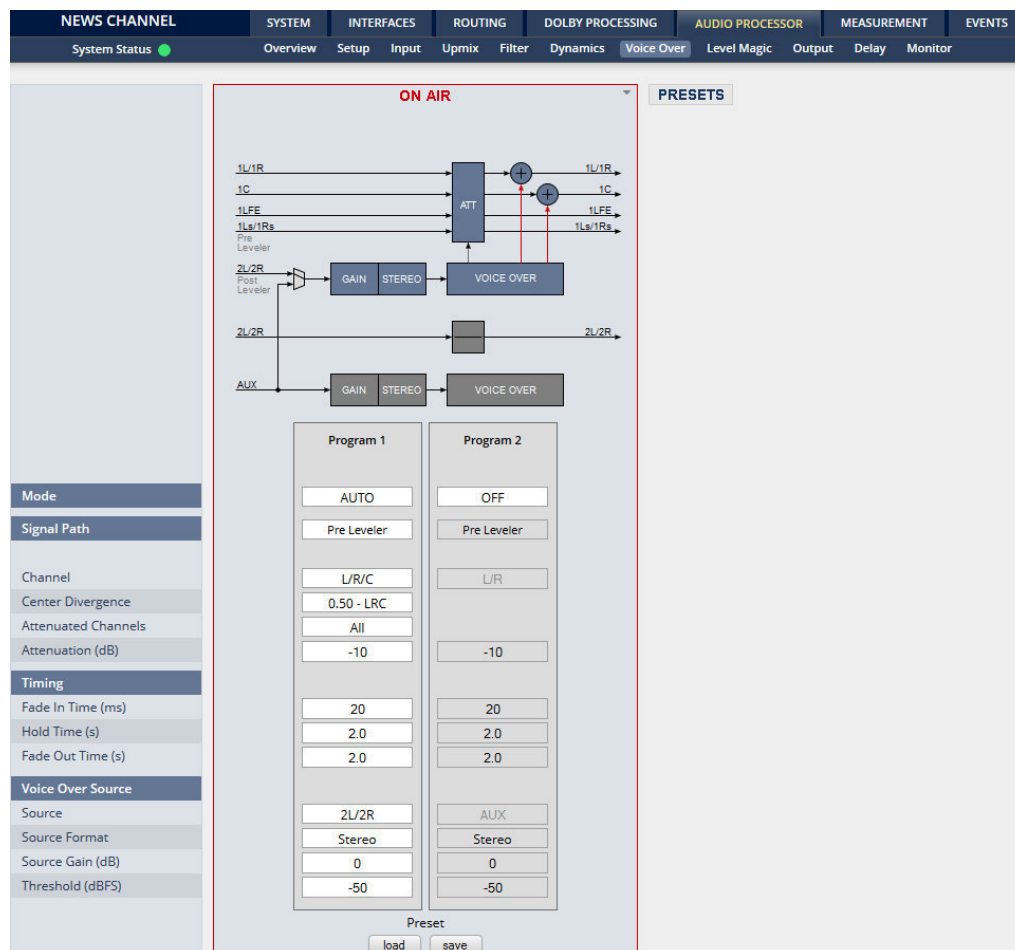 NEWS CHANNEL SYSTEM INTERFACES ROUTING DOLBY PROCESSING AUDIO PROCESSOR MEASUREMENT EVENTS
System Status Overview Setup Input Upmix Filter Dynamics Voice Over Level Magic Output Delay Monitor
ON AIR PRESETS
1L/1R 1L/1R
1C 1C
ATT
1LFE 1LFE
1Ls/1Rs 1Ls/1Rs
Pre
Leveler
2L/2R
Post
Leveler
GAIN STEREO VOICE OVER
2L/2R 2L/2R
AUX GAIN STEREO VOICE OVER
Program 1 Program 2
Mode AUTO OFF
Signal Path Pre Leveler Pre Leveler
Channel L/R/C L/R
Center Divergence 0.50 - LRC
Attenuated Channels All
Attenuation (dB) -10 -10
Timing
Fade In Time (ms) 20 20
Hold Time (s) 2.0 2.0
Fade Out Time (s) 2.0 2.0
Voice Over Source
Source 2L/2R AUX
Source Format Stereo Stereo
Source Gain (dB) 0 0
Threshold (dBFS) -50 -50
Preset
load save